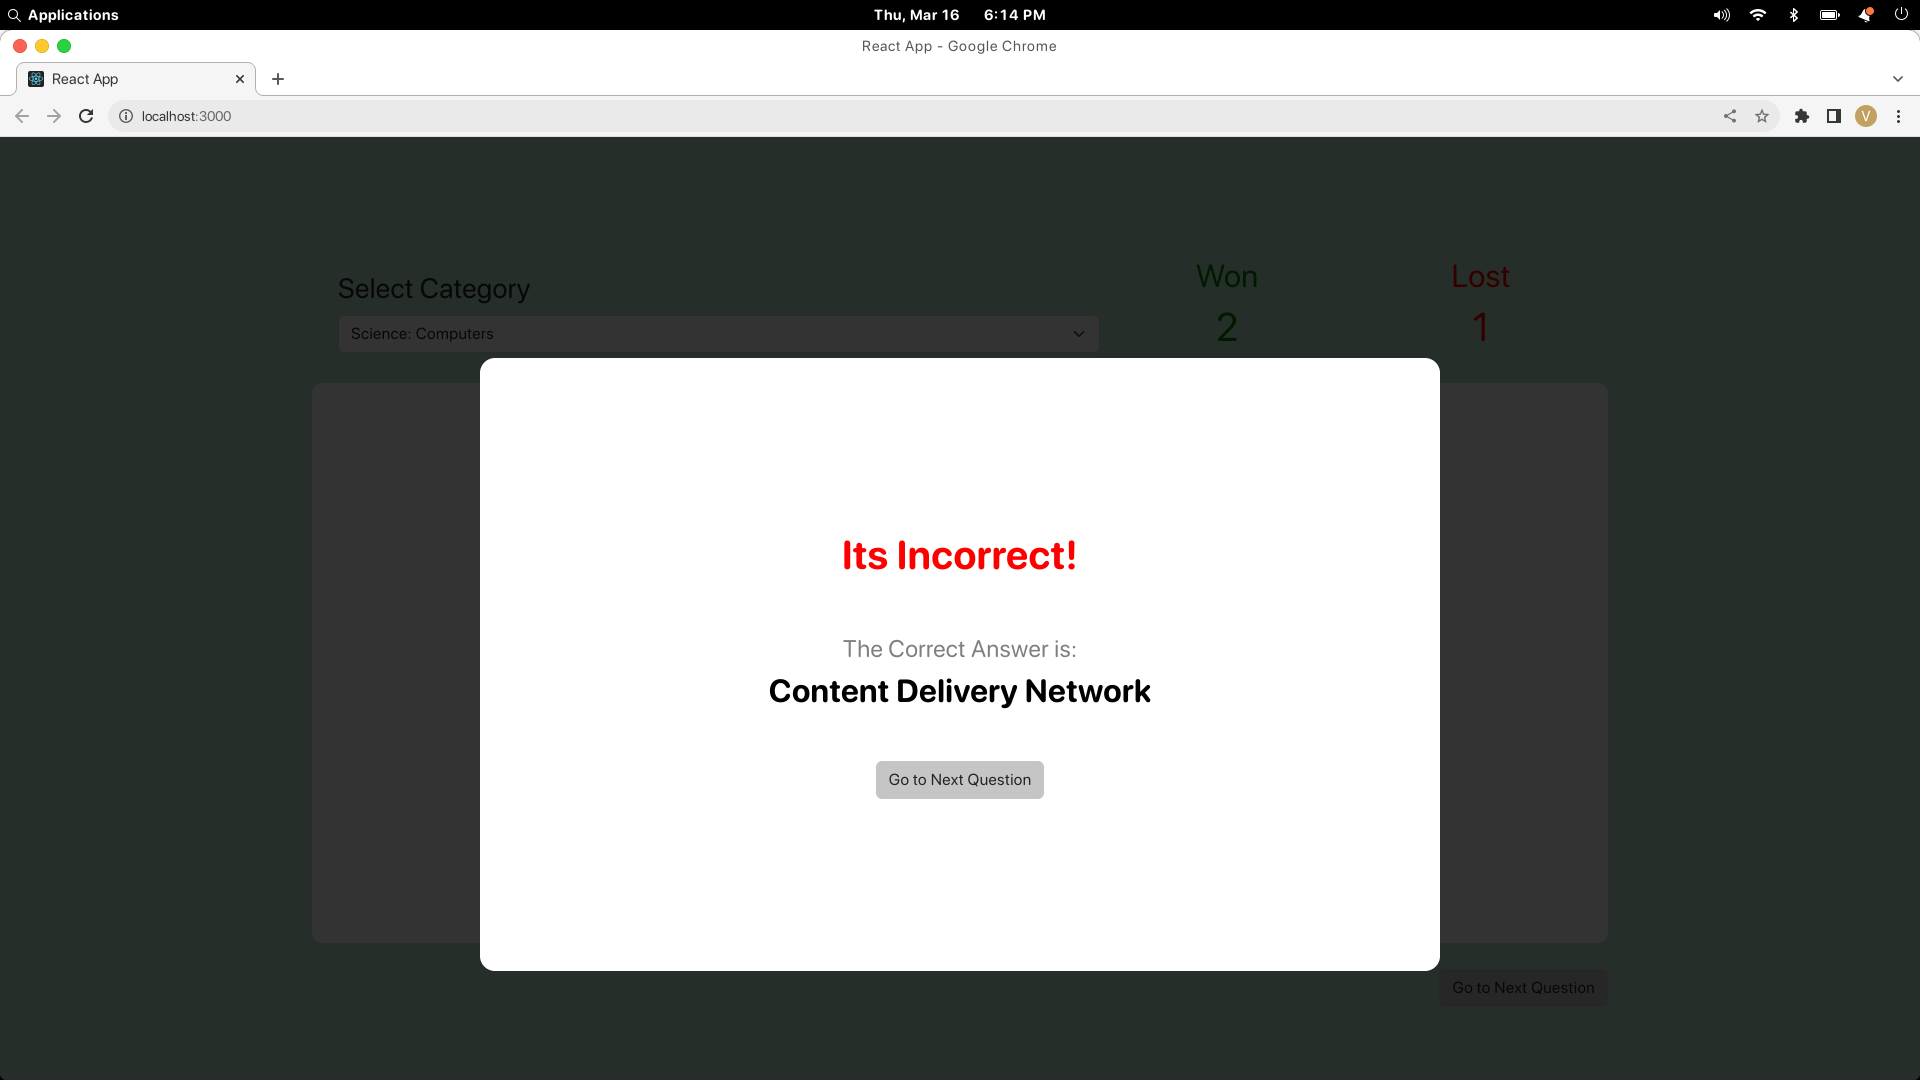 Applications
Thu, Mar 16 6:14 PM
React App - Google Chrome
React App
localhost:3000
V
Select Category
Science: Computers
Won
2
Lost
1
Its Incorrect!
The Correct Answer is:
Content Delivery Network
Go to Next Question
Go to Next Question